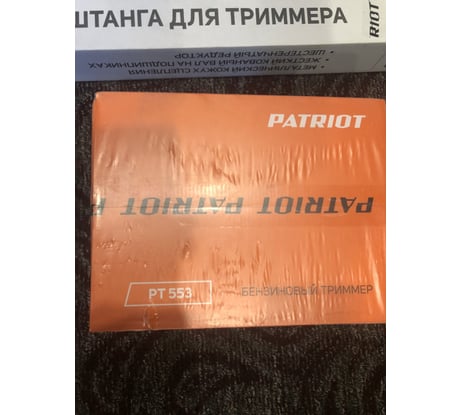 ШТАНГА ДЛЯ ТРИММЕРА
RIOT
• МЕТАЛЛИЧЕСКИЙ КОЖУХ СЦЕПЛЕНИЯ
• ЖЕСТКИЙ КОВАНЫЙ ВАЛ НА ПОДШИПНИКАХ
• ШЕСТЕРЕНЧАТЫЙ РЕДУКТОР
PATRIOT
PATRIOT PATRIOT P
PT 553
БЕНЗИНОВЫЙ ТРИММЕР